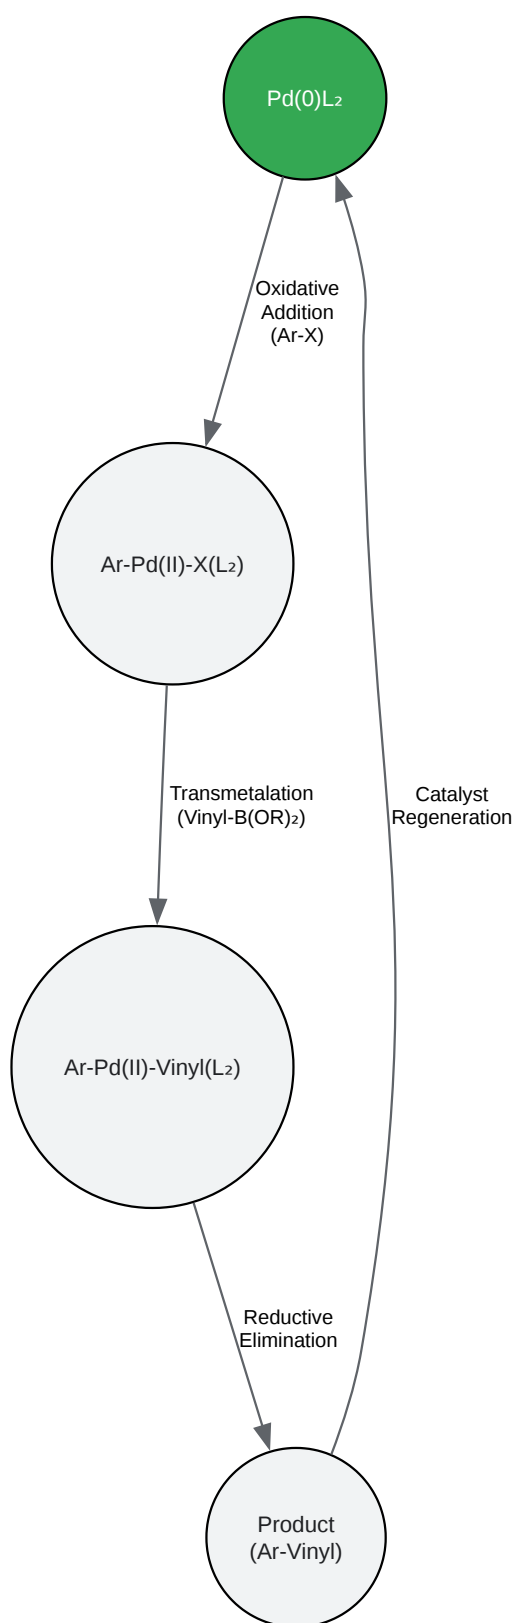 Pd(0)L₂
Oxidative
Addition
(Ar-X)
Ar-Pd(II)-X(L₂)
Transmetalation
(Vinyl-B(OR)₂)
Catalyst
Regeneration
Ar-Pd(II)-Vinyl(L₂)
Reductive
Elimination
Product
(Ar-Vinyl)